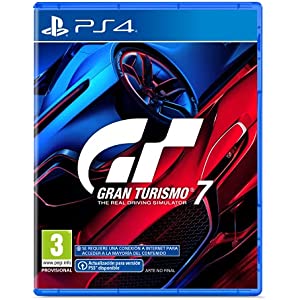 PS4
GT
GRAN TURISMO 7
THE REAL DRIVING SIMULATOR
3
www.pegi.info
PROVISIONAL
SE REQUIERE UNA CONEXIÓN A INTERNET PARA
ACCEDER A LA MAYORÍA DEL CONTENIDO
Actualización para versión
PS5 disponible
ARTE NO FINAL